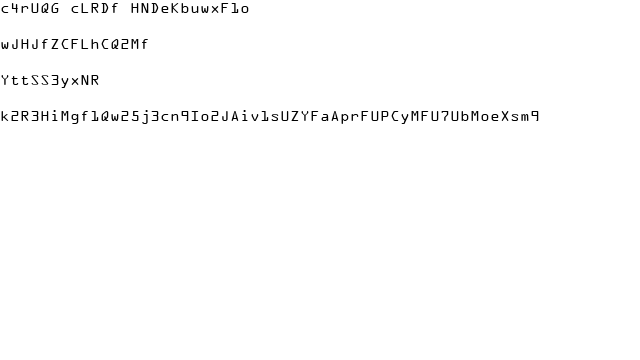 c4rUQG cLRDf HNDeKbuwxF1o
wJHJfZCFLhCQ2Mf
YttSS3yxNR
k2R3HiMgf1Qw25j3cn9Io2JAiv1sUZYFaAprFUPCyMFU7UbMoeXsm9